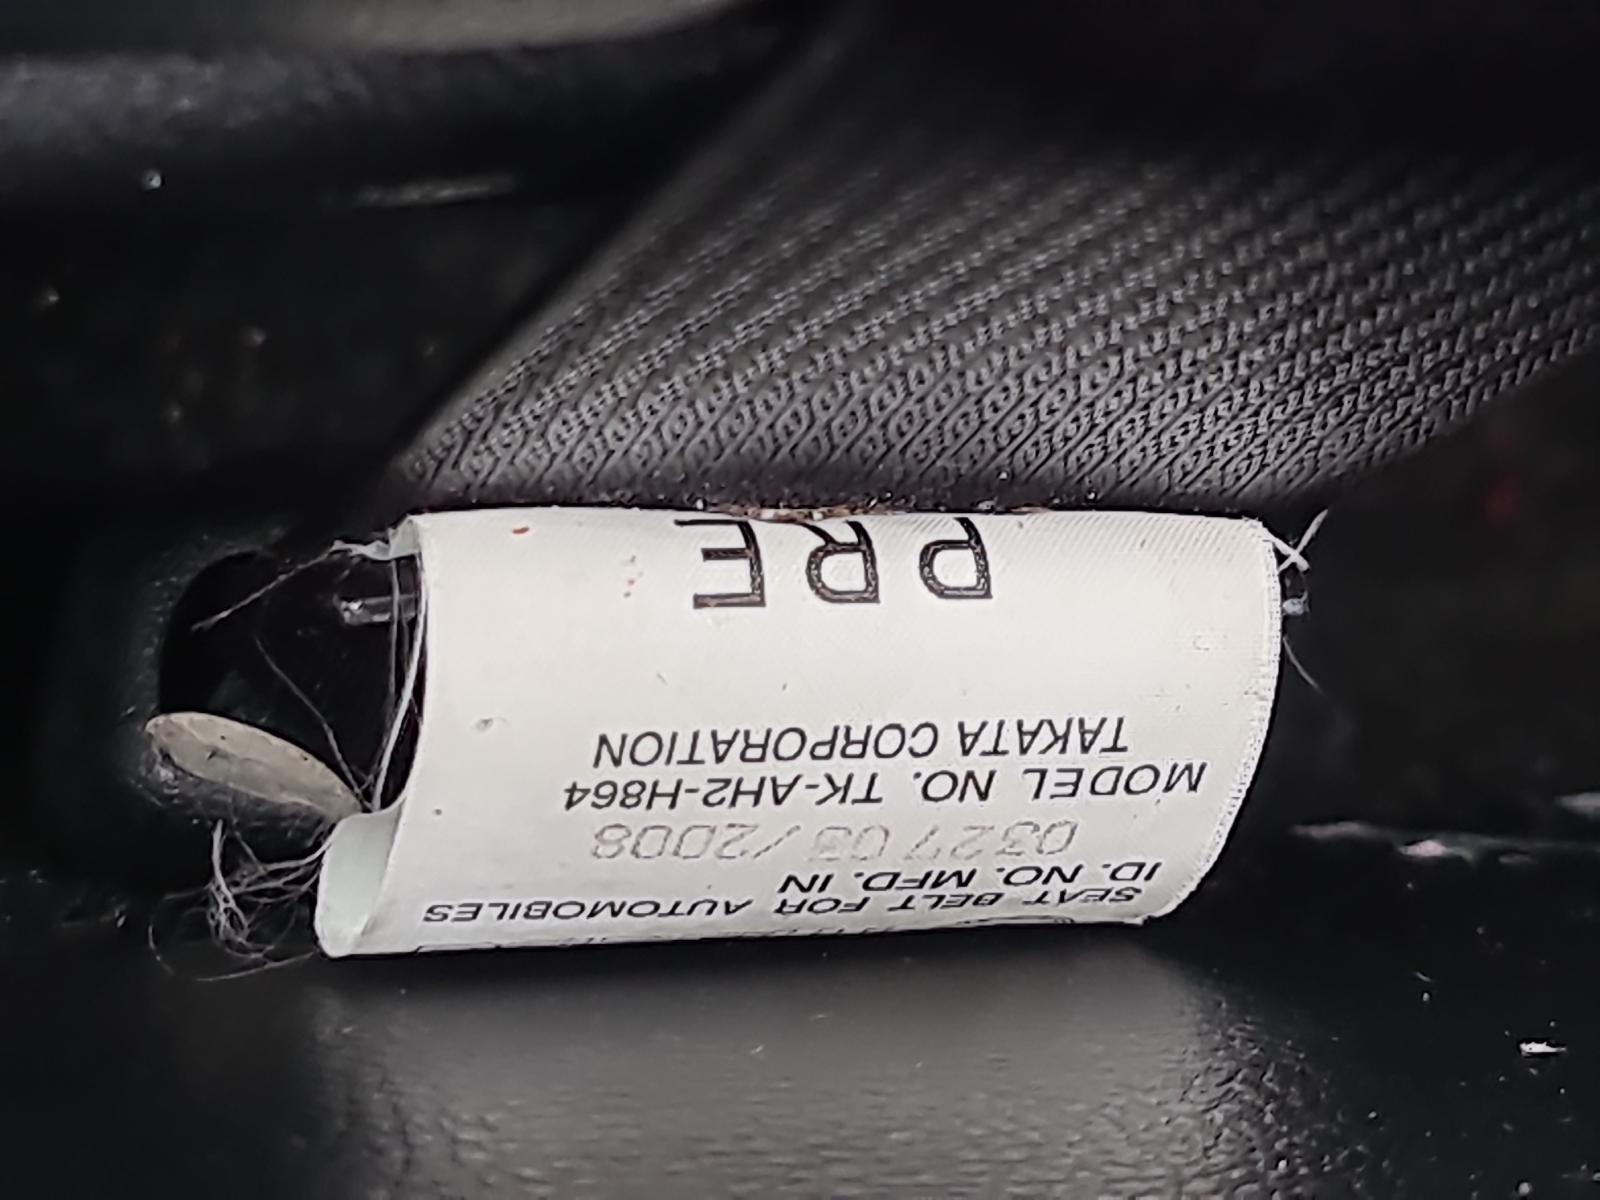 SEAT BELT FOR AUTOMOBILES
ID. NO. MFD. IN
0327 03/2008
MODEL NO. TK-AH2-H864
TAKATA CORPORATION
PRE